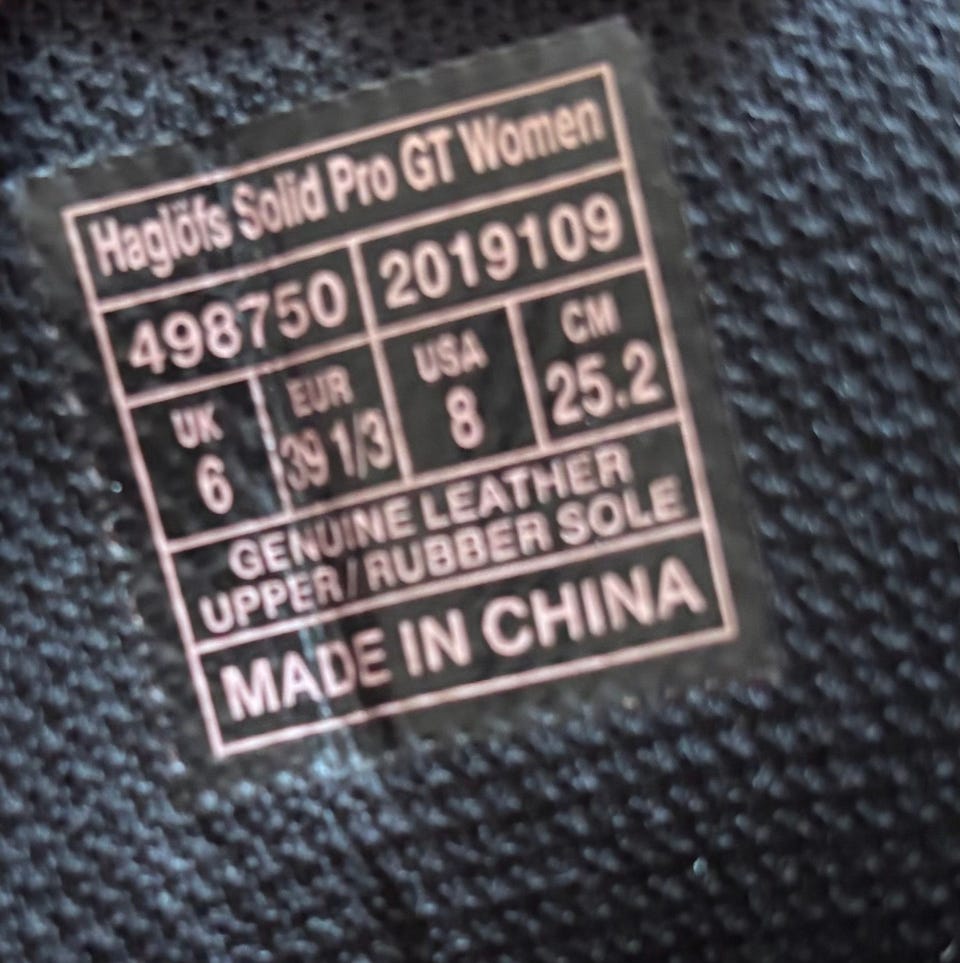 Haglöfs Solid Pro GT Women
498750 2019109
UK EUR USA CM
6 39 1/3 8 25.2
GENUINE LEATHER
UPPER/RUBBER SOLE
MADE IN CHINA